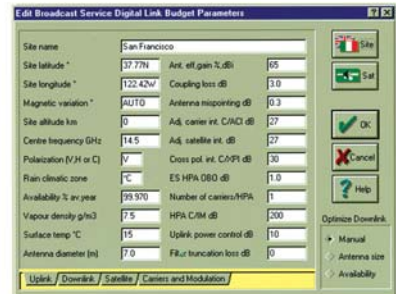 Edit Broadcast Service Digital Link Budget Parameters
Site name San Francisco
Site latitude ° 37.77N Ant. eff,gain %,dBi 65
Site longitude ° 122.42W Coupling loss dB 3.0
Magnetic variation ° AUTO Antenna mispointing dB 0.3
Site altitude km 0 Adj. carrier int. C/ACI dB 27
Centre frequency GHz 14.5 Adj. satellite int. dB 27
Polarization (V,H or C) V Cross pol. int. C/XPI dB 30
Rain climatic zone ES HPA OBO dB 1.0
Availability % av.year 99.970 Number of carriers/HPA 1
Vapour density g/m3 7.5 HPA C/IM dB 200
Surface temp °C 15 Uplink power control dB 10
Antenna diameter (m) 7.0 Filter truncation loss dB 0
Uplink Downlink Satellite Carriers and Modulation
Site
Sat
OK
Cancel
? Help
Optimize Downlink
Manual
Antenna size
Availability